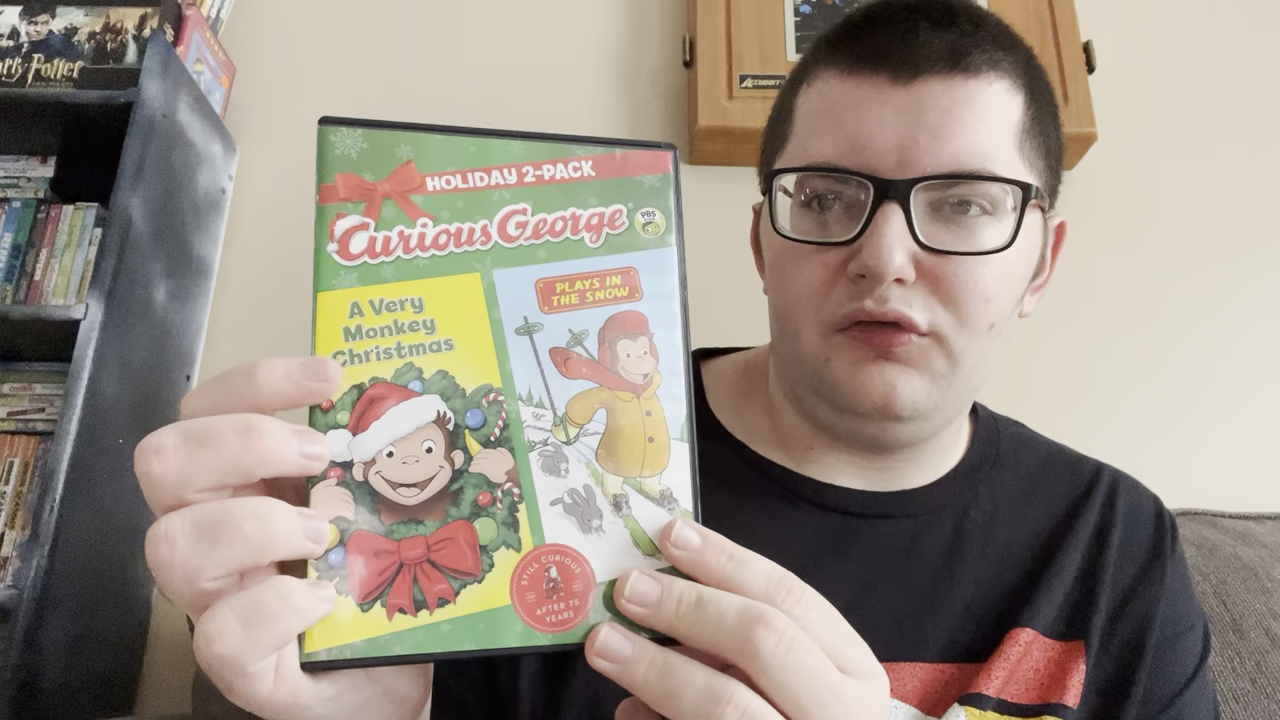 Harry Potter
Accumark
HOLIDAY 2-PACK
Curious George
PBS
KIDS
A Very
Monkey
Christmas
PLAYS IN
THE SNOW
STILL CURIOUS
AFTER 75
YEARS